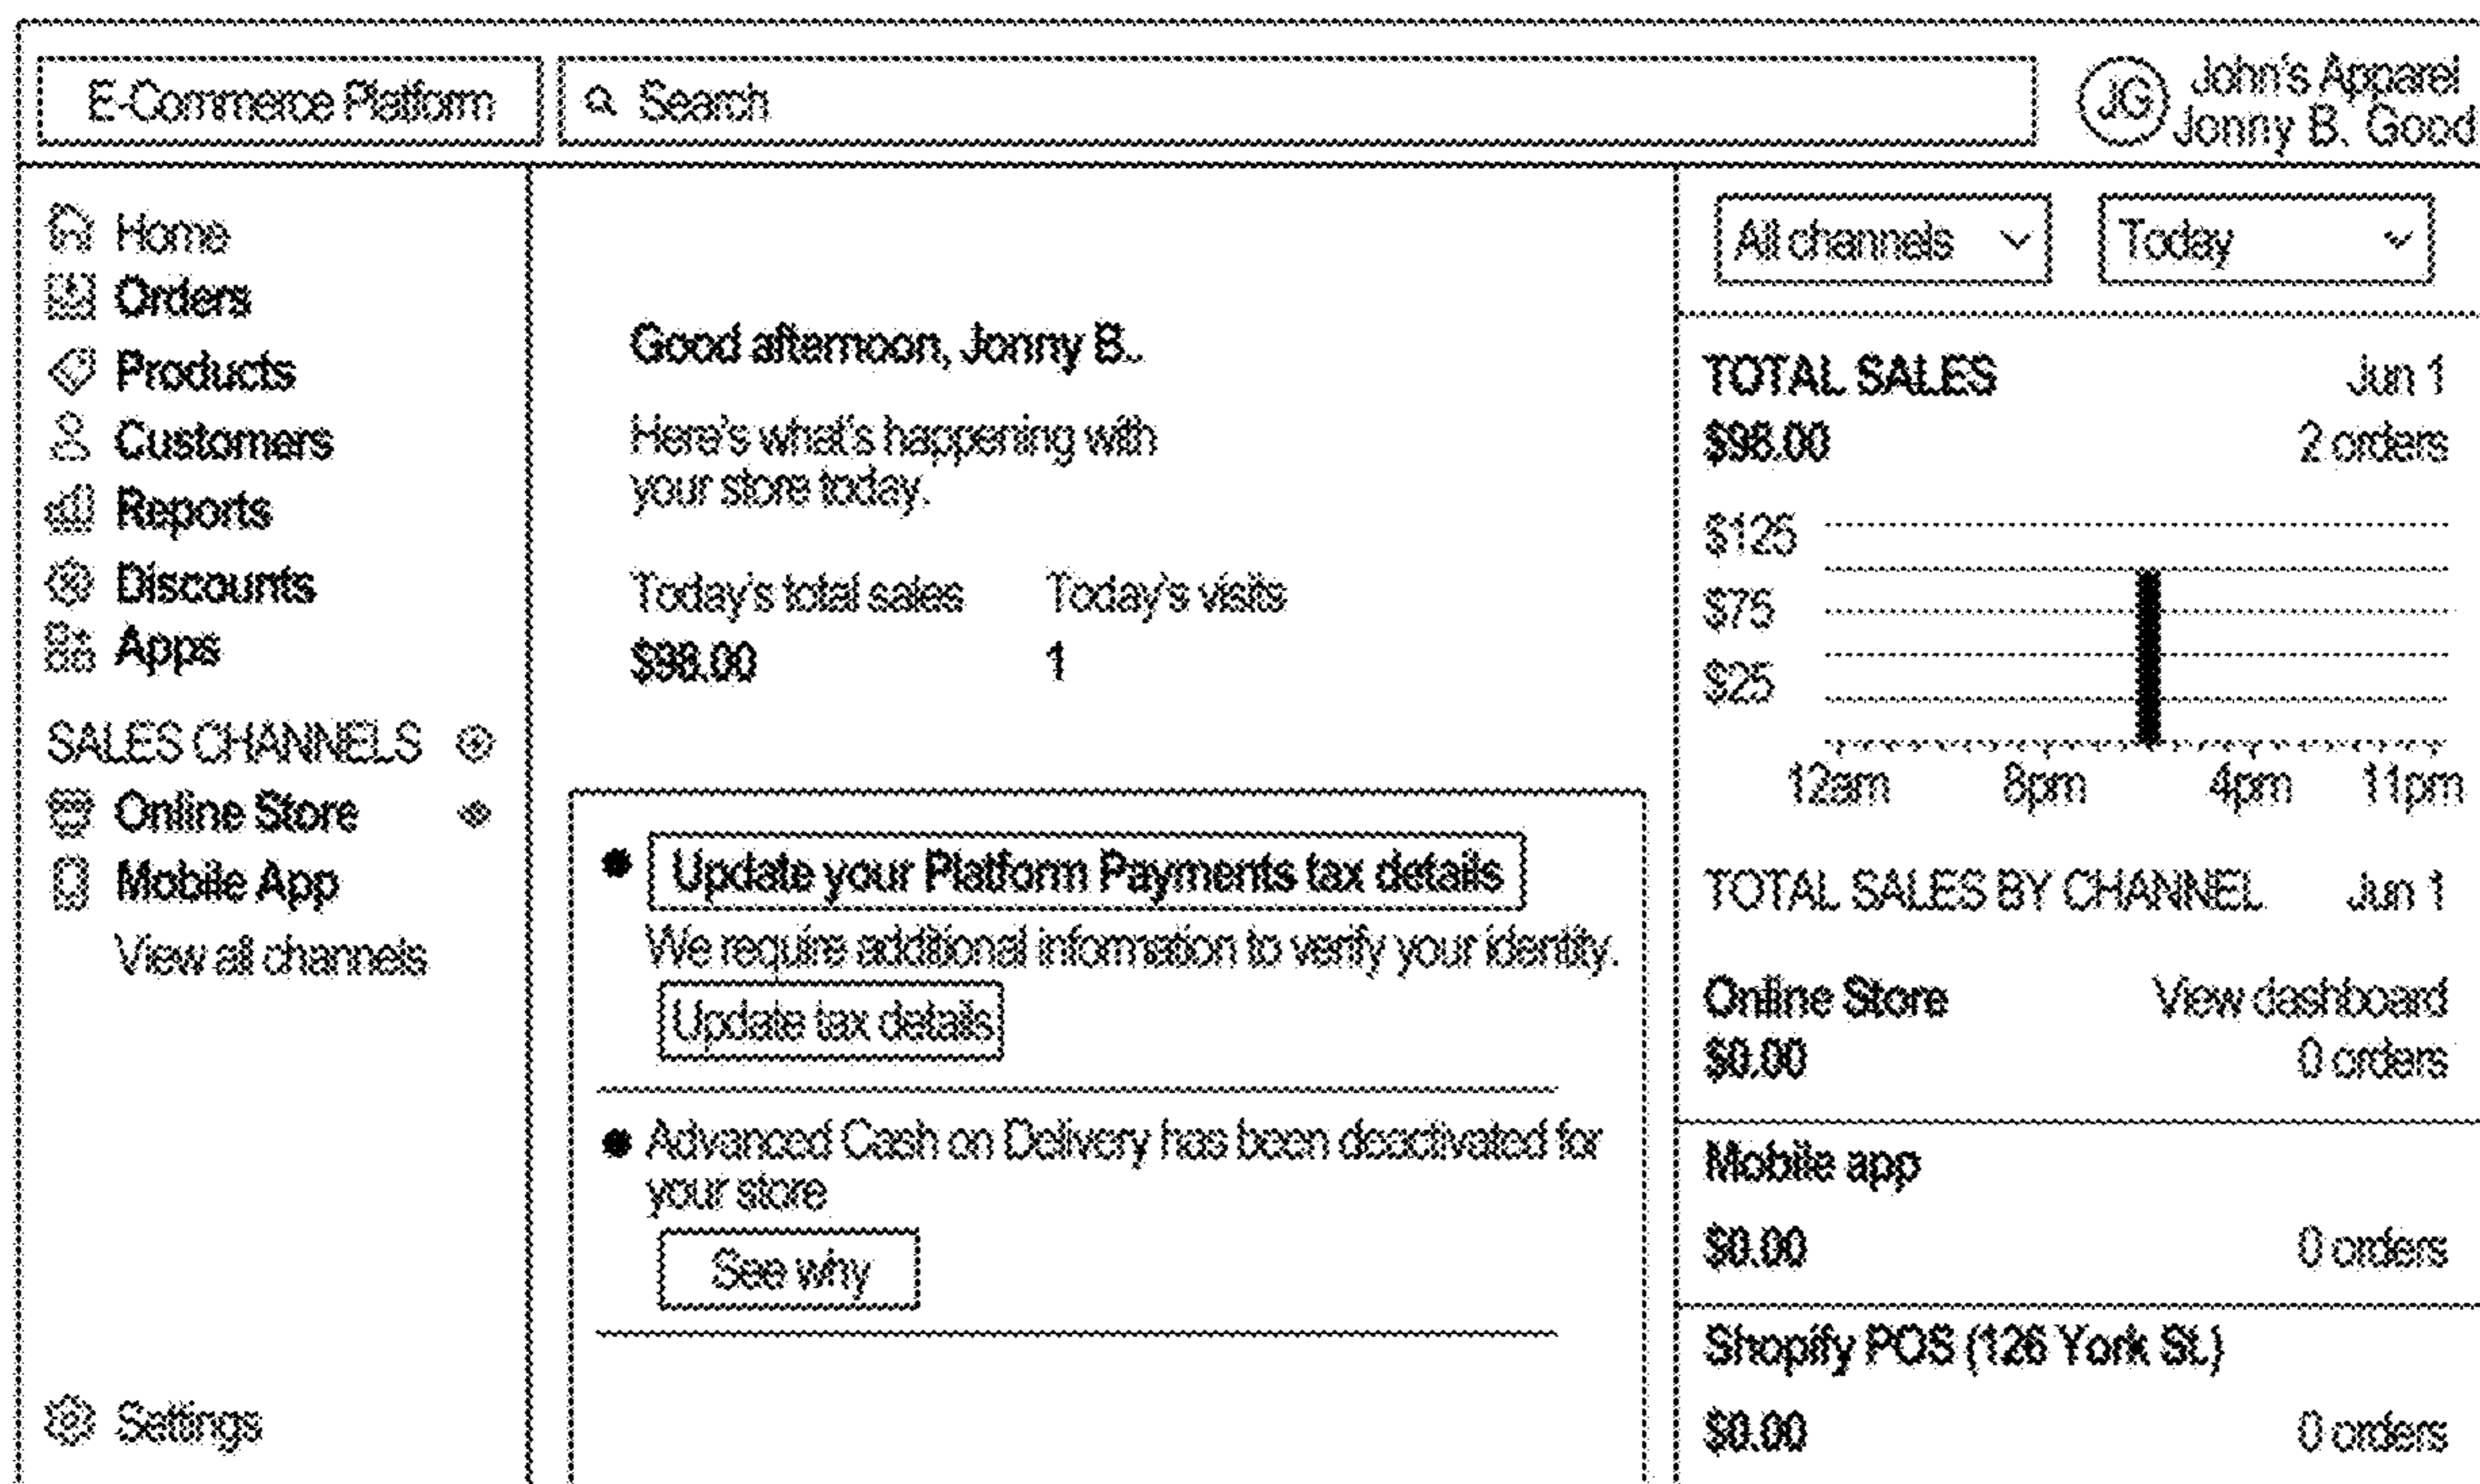 E-Commerce Platform
Search
JG
John's Apparel
Jonny B. Good
Home
Orders
Products
Customers
Reports
Discounts
Apps
SALES CHANNELS
Online Store
Mobile App
View all channels
Settings
Good afternoon, Jonny B..
Here's what's happening with
your store today.
Today's total sales Today's visits
$98.00 1
Update your Platform Payments tax details
We require additional information to verify your identity.
Update tax details
Advanced Cash on Delivery has been deactivated for
your store
See why
All channels Today
TOTAL SALES Jun 1
$98.00 2 orders
$125
$75
$25
12am 8pm 4pm 11pm
TOTAL SALES BY CHANNEL Jun 1
Online Store View dashboard
$0.00 0 orders
Mobile app
$0.00 0 orders
Shopify POS (126 York St.)
$0.00 0 orders